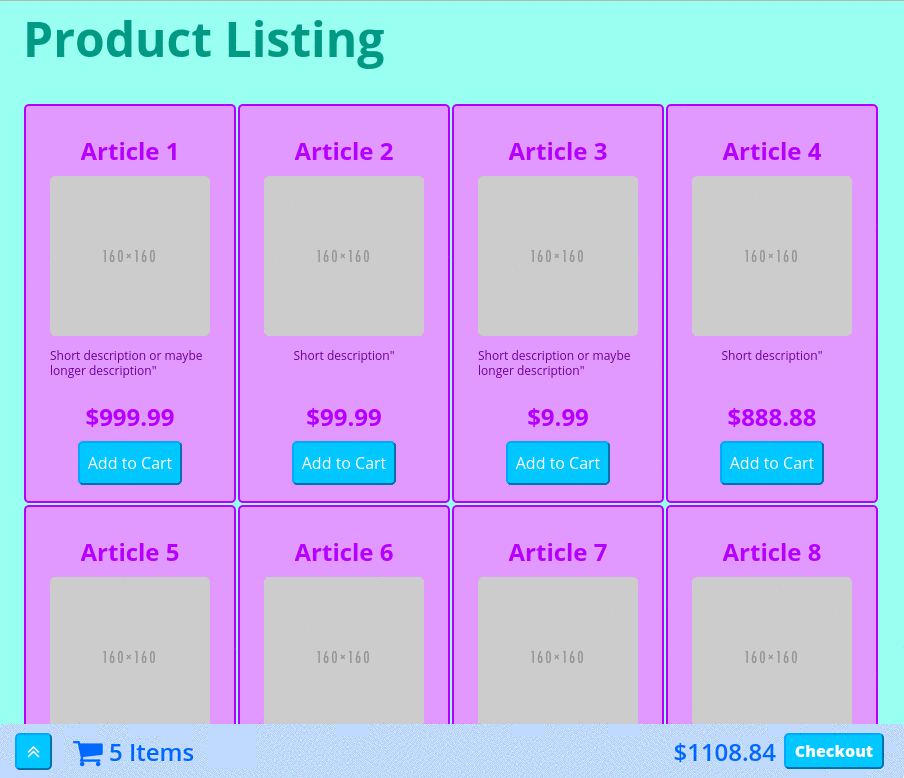 Product Listing
Article 1
Article 2
Article 3
Article 4
160×160
160×160
160×160
160×160
Short description or maybe
longer description"
Short description"
Short description or maybe
longer description"
Short description"
$999.99
$99.99
$9.99
$888.88
Add to Cart
Add to Cart
Add to Cart
Add to Cart
Article 5
Article 6
Article 7
Article 8
160×160
160×160
160×160
160×160
5 Items
$1108.84
Checkout